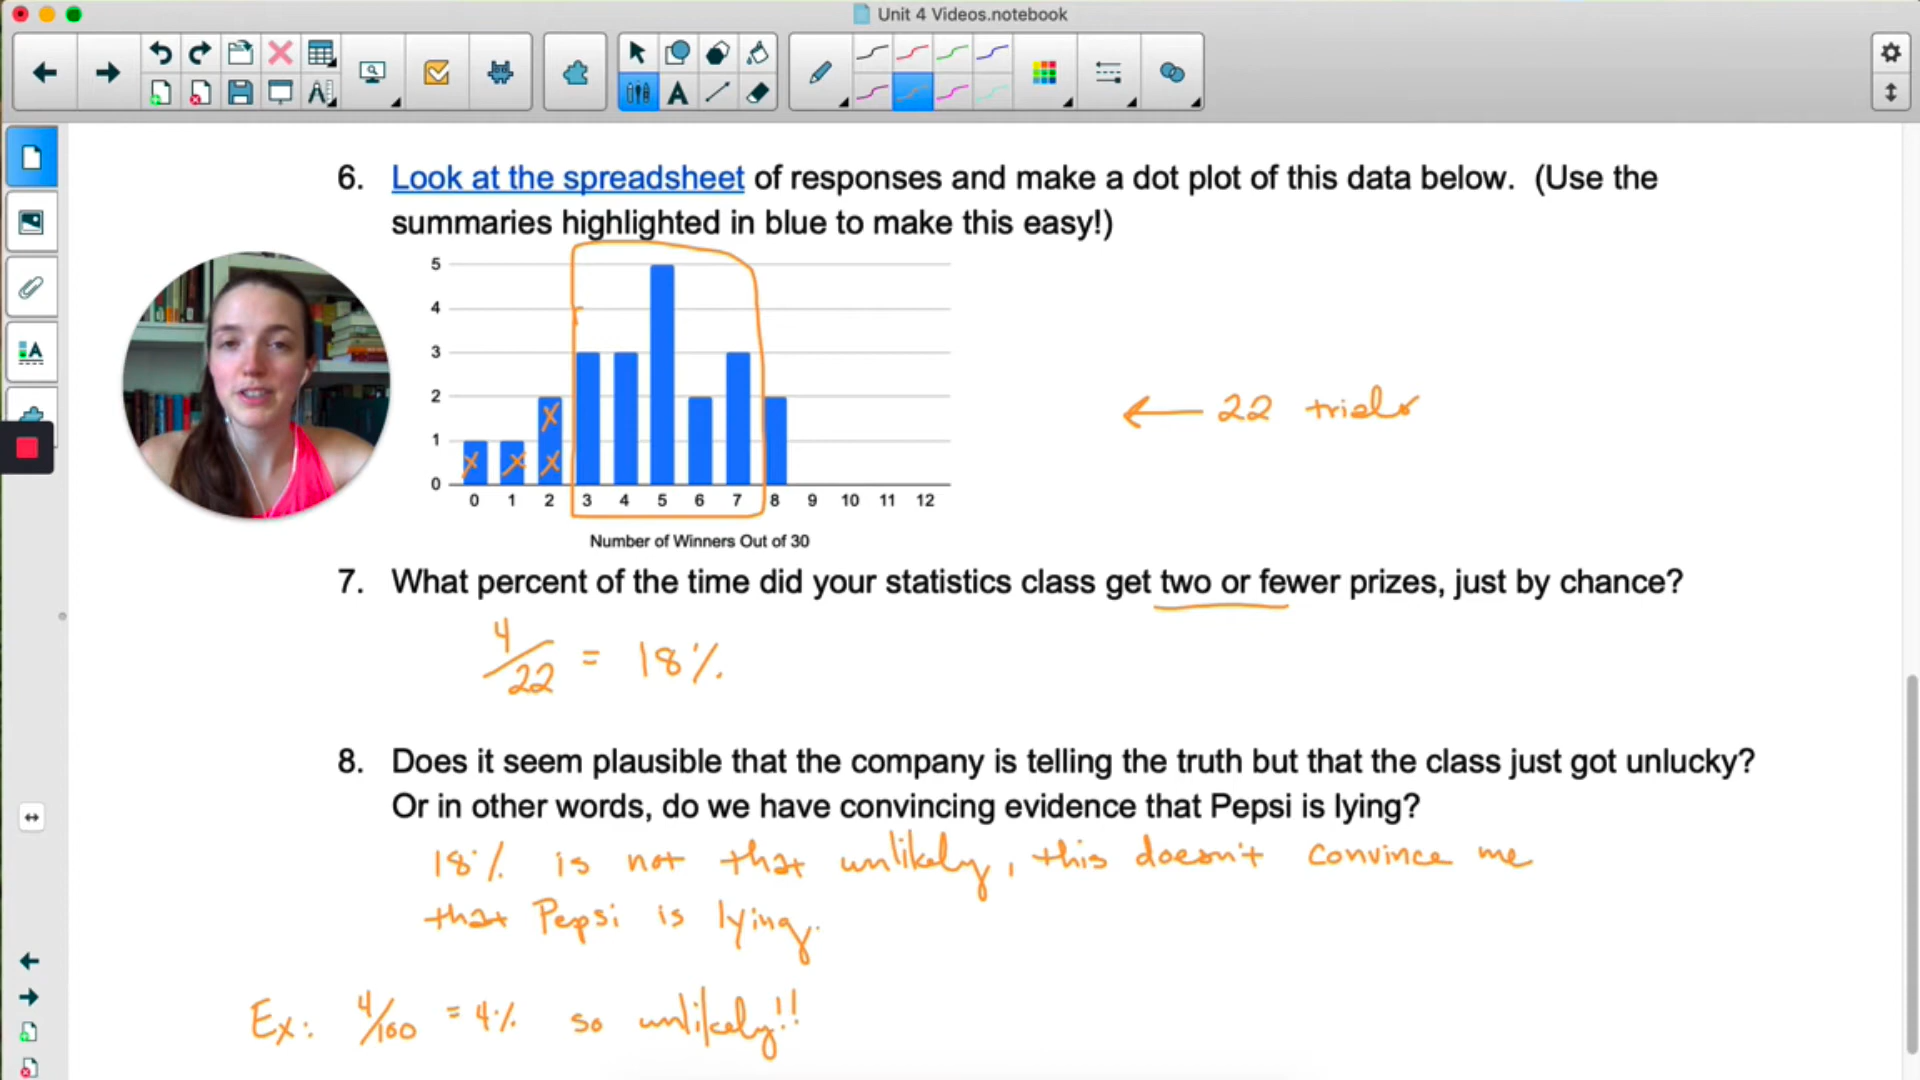 Unit 4 Videos.notebook
6. Look at the spreadsheet of responses and make a dot plot of this data below. (Use the
summaries highlighted in blue to make this easy!)
5
4
3
2
1
0
X X X X
0 1 2 3 4 5 6 7 8 9 10 11 12
Number of Winners Out of 30
← 22 trials
7. What percent of the time did your statistics class get two or fewer prizes, just by chance?
4/22 = 18%
8. Does it seem plausible that the company is telling the truth but that the class just got unlucky?
Or in other words, do we have convincing evidence that Pepsi is lying?
18% is not that unlikely, this doesn't convince me
that Pepsi is lying.
Ex: 4/100 = 4% so unlikely!!